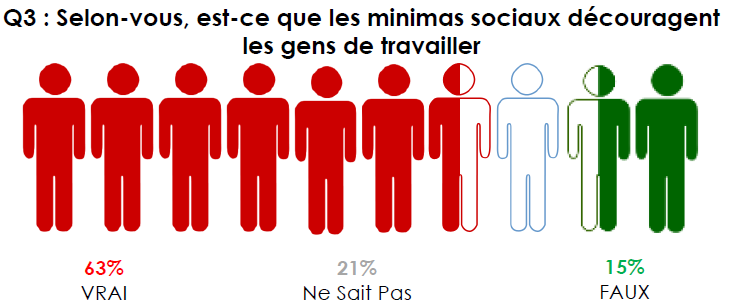 Q3 : Selon-vous, est-ce que les minimas sociaux découragent
les gens de travailler
63% 21% 15%
VRAI Ne Sait Pas FAUX